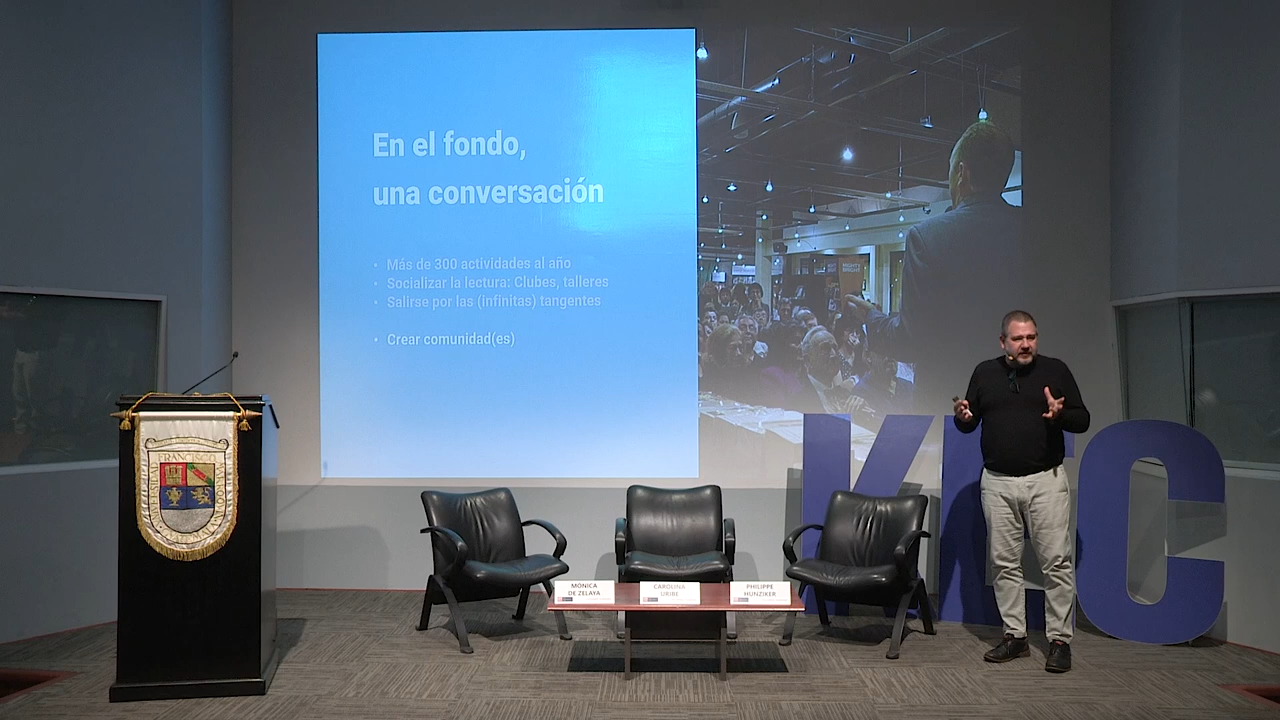 En el fondo,
una conversación
• Más de 300 actividades al año
• Socializar la lectura: Clubes, talleres
• Salirse por las (infinitas) tangentes
• Crear comunidad(es)
FRANCISCO
MÓNICA
DE ZELAYA
CAROLINA
URIBE
PHILIPPE
HUNZIKER
C